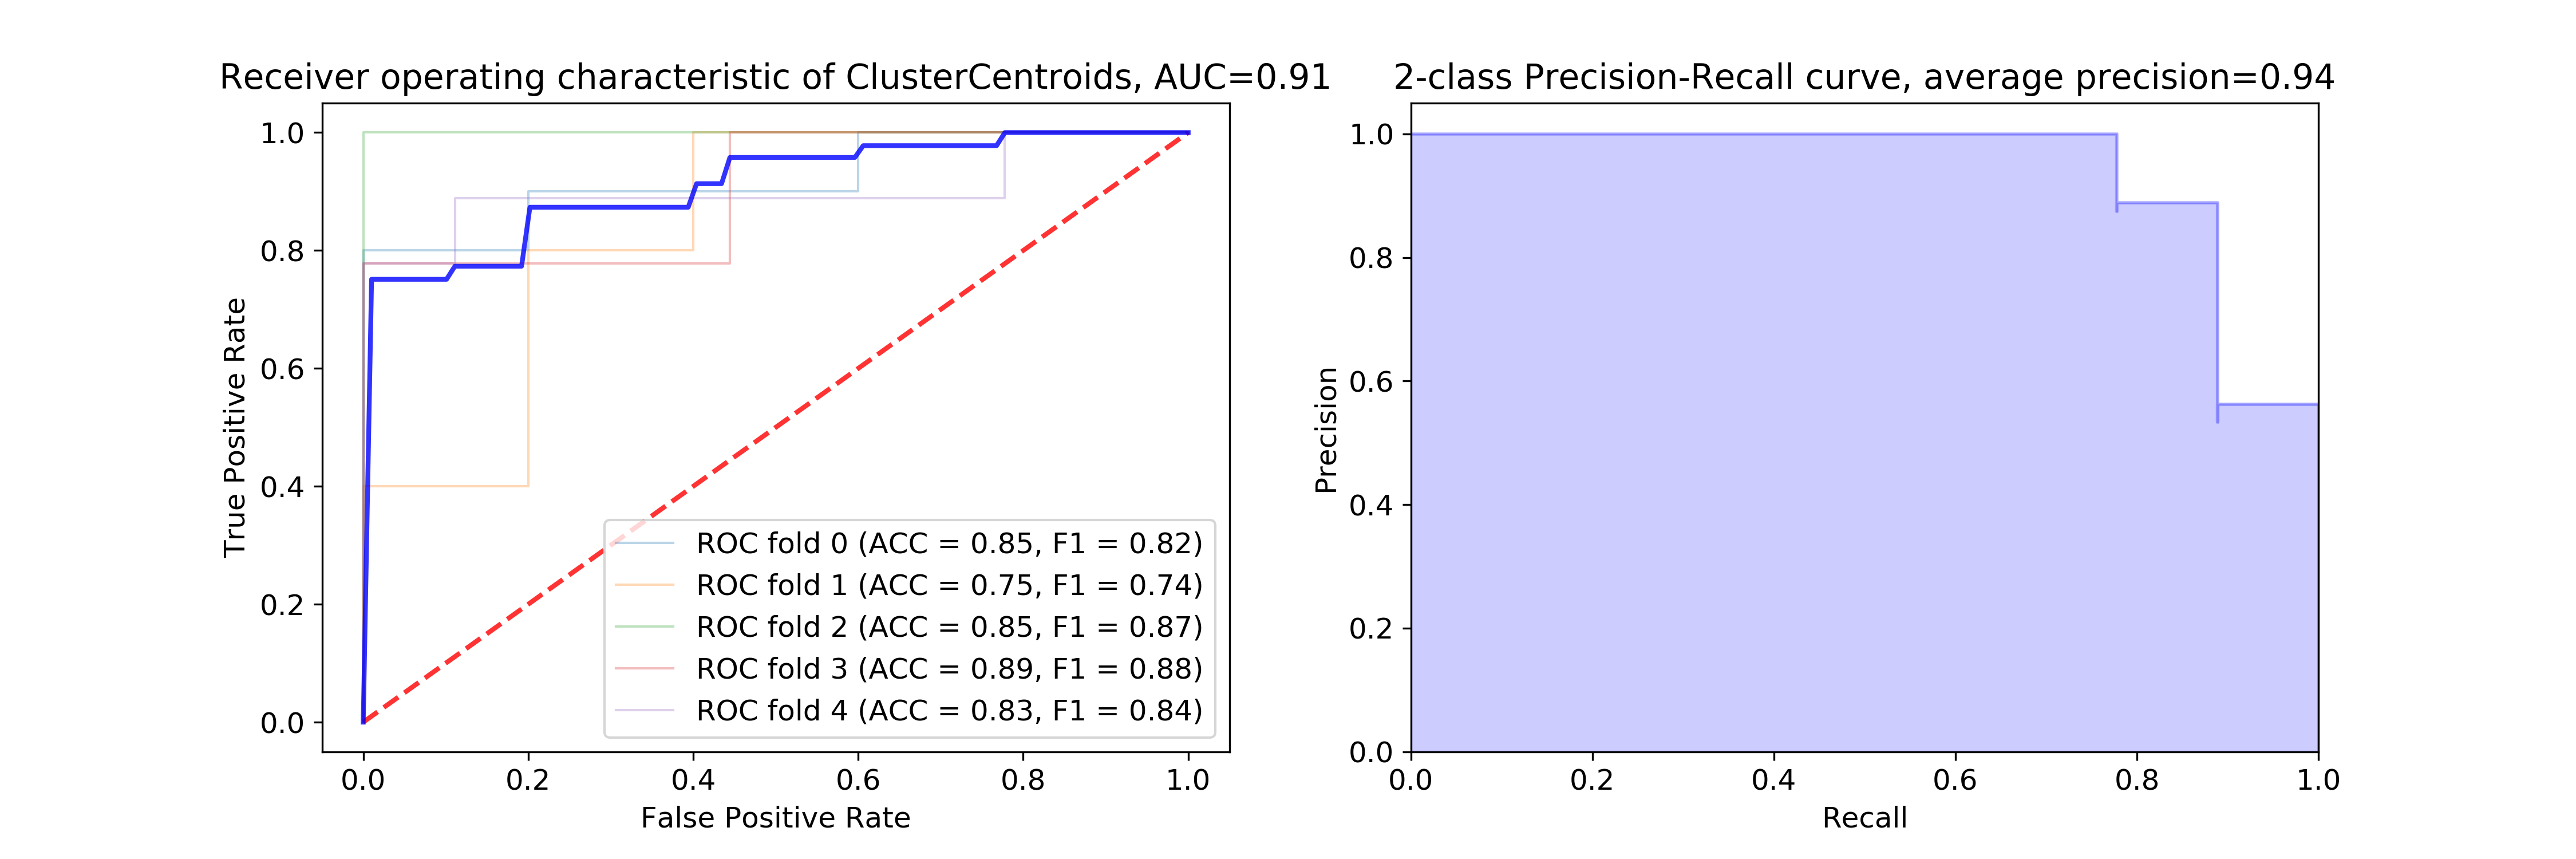 Receiver operating characteristic of ClusterCentroids, AUC=0.91
True Positive Rate
1.0
0.8
0.6
0.4
0.2
0.0
ROC fold 0 (ACC = 0.85, F1 = 0.82)
ROC fold 1 (ACC = 0.75, F1 = 0.74)
ROC fold 2 (ACC = 0.85, F1 = 0.87)
ROC fold 3 (ACC = 0.89, F1 = 0.88)
ROC fold 4 (ACC = 0.83, F1 = 0.84)
0.0 0.2 0.4 0.6 0.8 1.0
False Positive Rate
2-class Precision-Recall curve, average precision=0.94
Precision
1.0
0.8
0.6
0.4
0.2
0.0
0.0 0.2 0.4 0.6 0.8 1.0
Recall